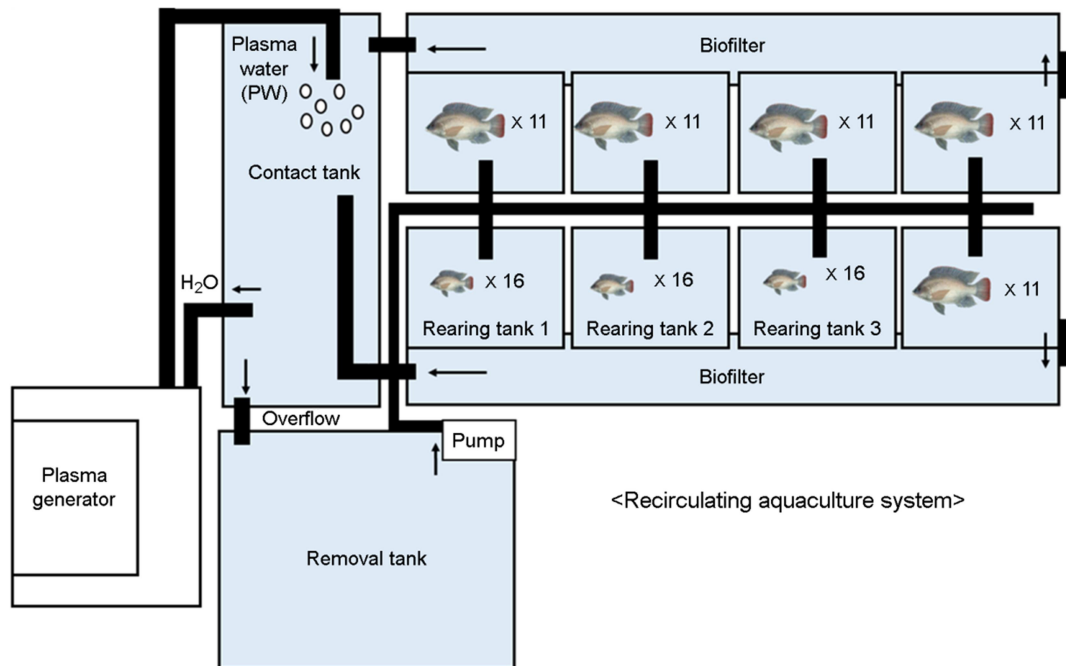 Plasma
water
(PW)
Biofilter
X 11
X 11
X 11
X 11
Contact tank
H₂O
X 16
X 16
X 16
X 11
Rearing tank 1
Rearing tank 2
Rearing tank 3
Biofilter
Overflow
Pump
Plasma
generator
<Recirculating aquaculture system>
Removal tank